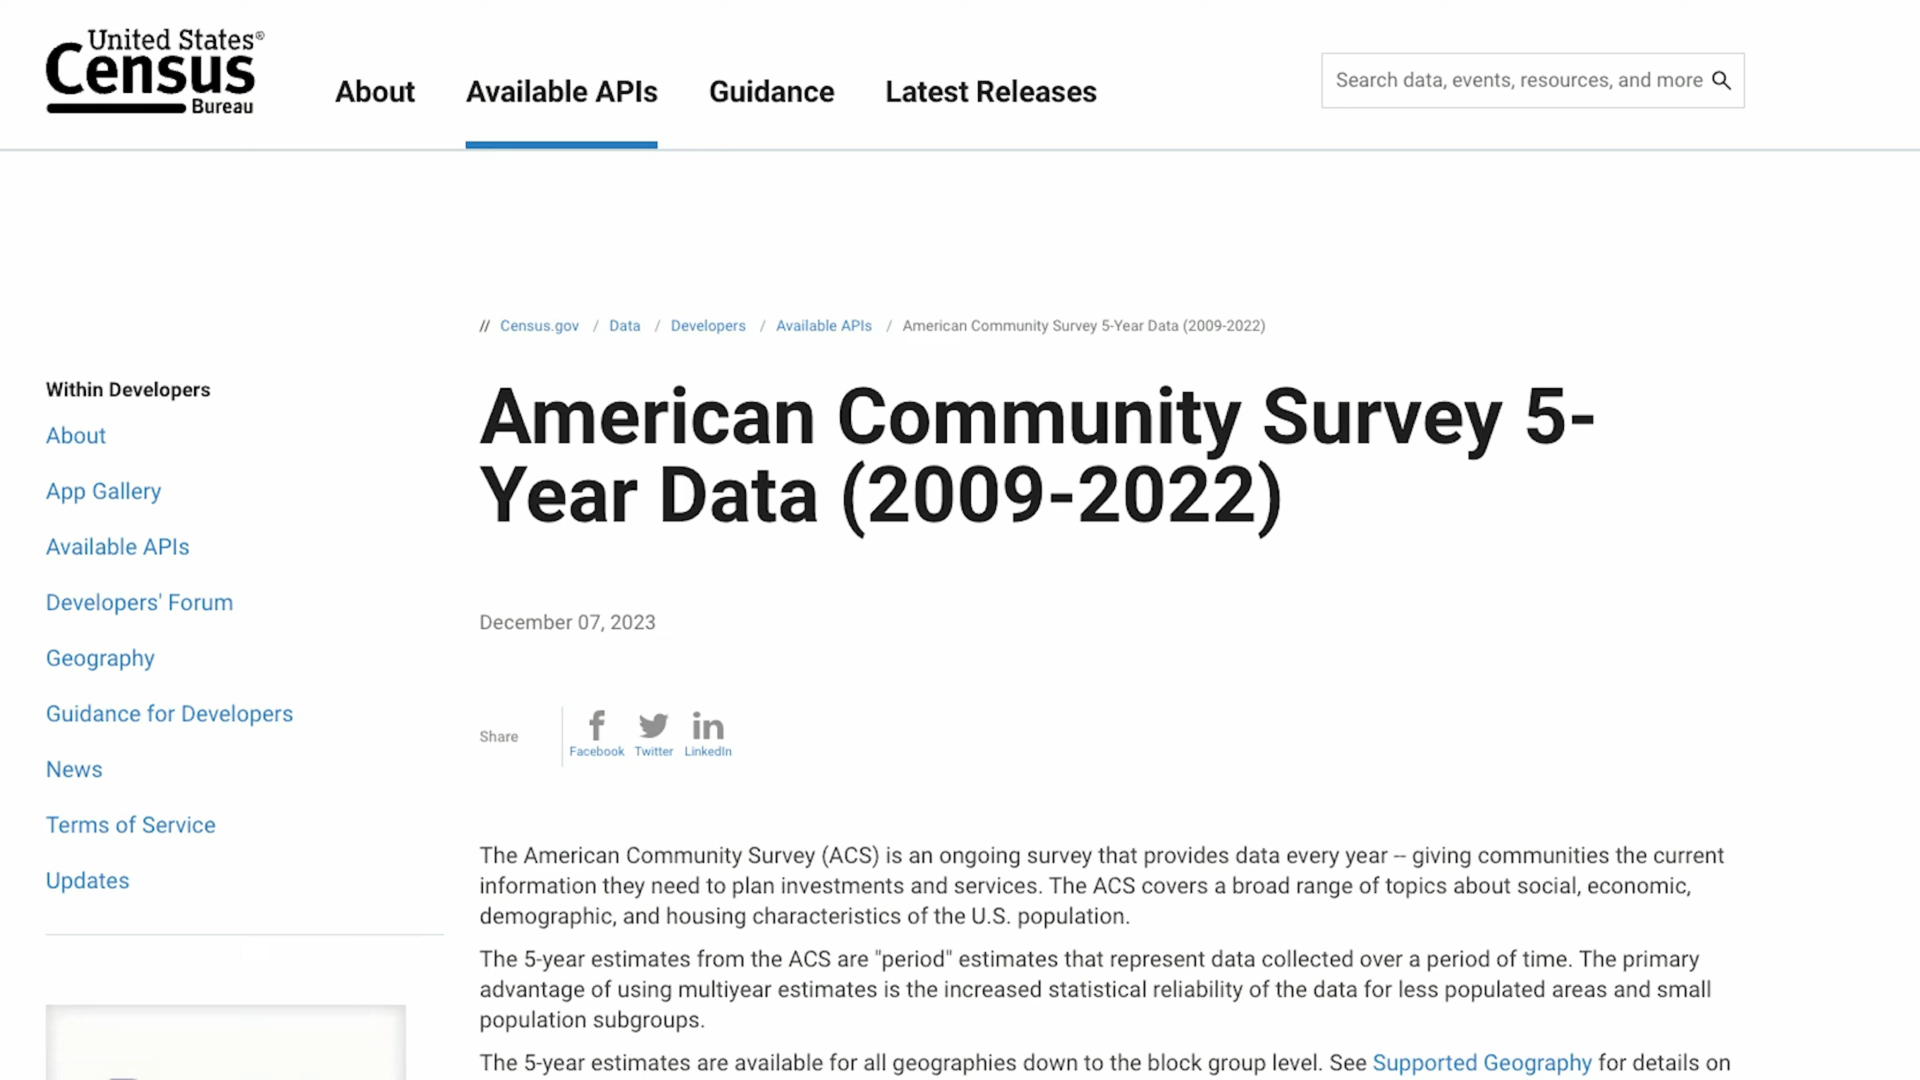 United States®
Census
Bureau
About
Available APIs
Guidance
Latest Releases
Search data, events, resources, and more
// Census.gov / Data / Developers / Available APIs / American Community Survey 5-Year Data (2009-2022)
Within Developers
About
App Gallery
Available APIs
Developers' Forum
Geography
Guidance for Developers
News
Terms of Service
Updates
American Community Survey 5-
Year Data (2009-2022)
December 07, 2023
Share
Facebook
Twitter
LinkedIn
The American Community Survey (ACS) is an ongoing survey that provides data every year -- giving communities the current
information they need to plan investments and services. The ACS covers a broad range of topics about social, economic,
demographic, and housing characteristics of the U.S. population.
The 5-year estimates from the ACS are "period" estimates that represent data collected over a period of time. The primary
advantage of using multiyear estimates is the increased statistical reliability of the data for less populated areas and small
population subgroups.
The 5-year estimates are available for all geographies down to the block group level. See Supported Geography for details on